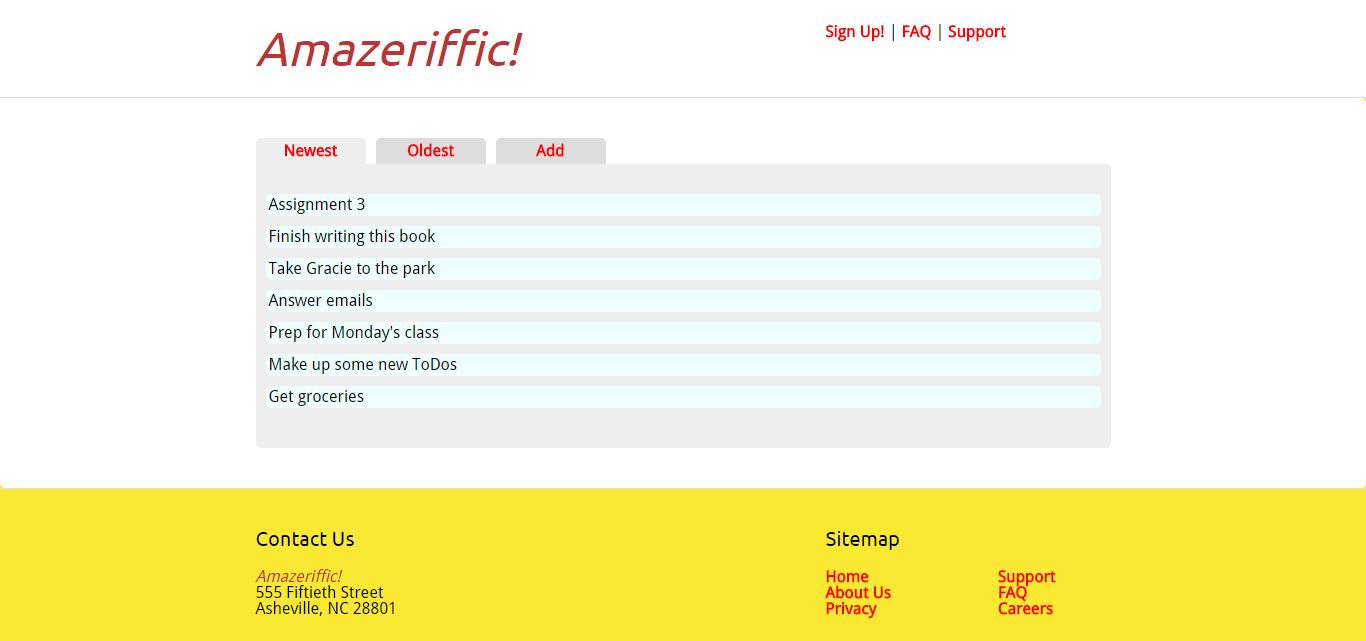 Amazeriffic!
Sign Up! | FAQ | Support
Newest
Oldest
Add
Assignment 3
Finish writing this book
Take Gracie to the park
Answer emails
Prep for Monday's class
Make up some new ToDos
Get groceries
Contact Us
Amazeriffic!
555 Fiftieth Street
Asheville, NC 28801
Sitemap
Home
About Us
Privacy
Support
FAQ
Careers